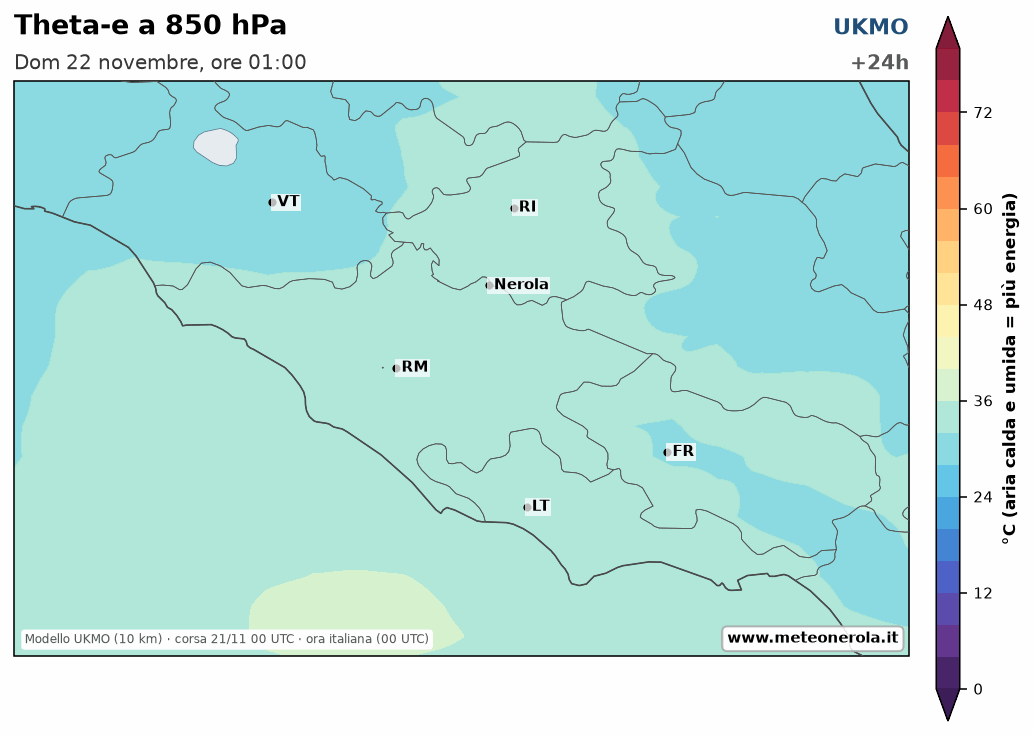 Theta-e a 850 hPa
UKMO
Dom 22 novembre, ore 01:00
+24h
VT
RI
Nerola
RM
FR
LT
Modello UKMO (10 km) · corsa 21/11 00 UTC · ora italiana (00 UTC)
www.meteonerola.it
72
60
48
36
24
12
0
°C (aria calda e umida = più energia)